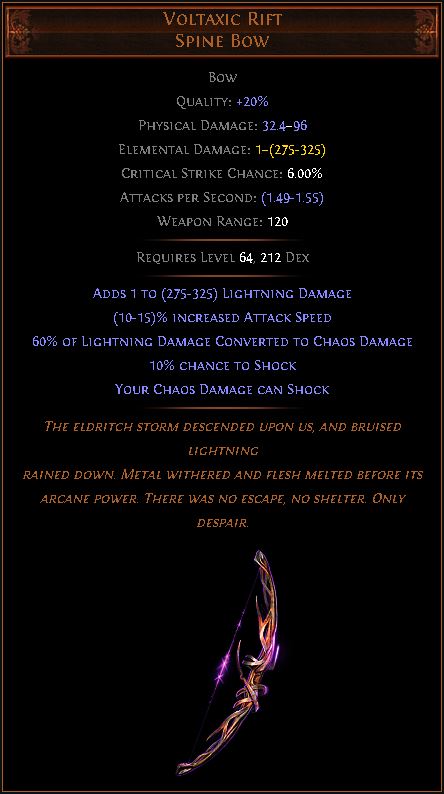 Voltaxic Rift
Spine Bow
Bow
Quality: +20%
Physical Damage: 32.4–96
Elemental Damage: 1–(275-325)
Critical Strike Chance: 6.00%
Attacks per Second: (1.49-1.55)
Weapon Range: 120
Requires Level 64, 212 Dex
Adds 1 to (275-325) Lightning Damage
(10-15)% increased Attack Speed
60% of Lightning Damage Converted to Chaos Damage
10% chance to Shock
Your Chaos Damage can Shock
The eldritch storm descended upon us, and bruised
lightning
rained down. Metal withered and flesh melted before its
arcane power. There was no escape, no shelter. Only
despair.